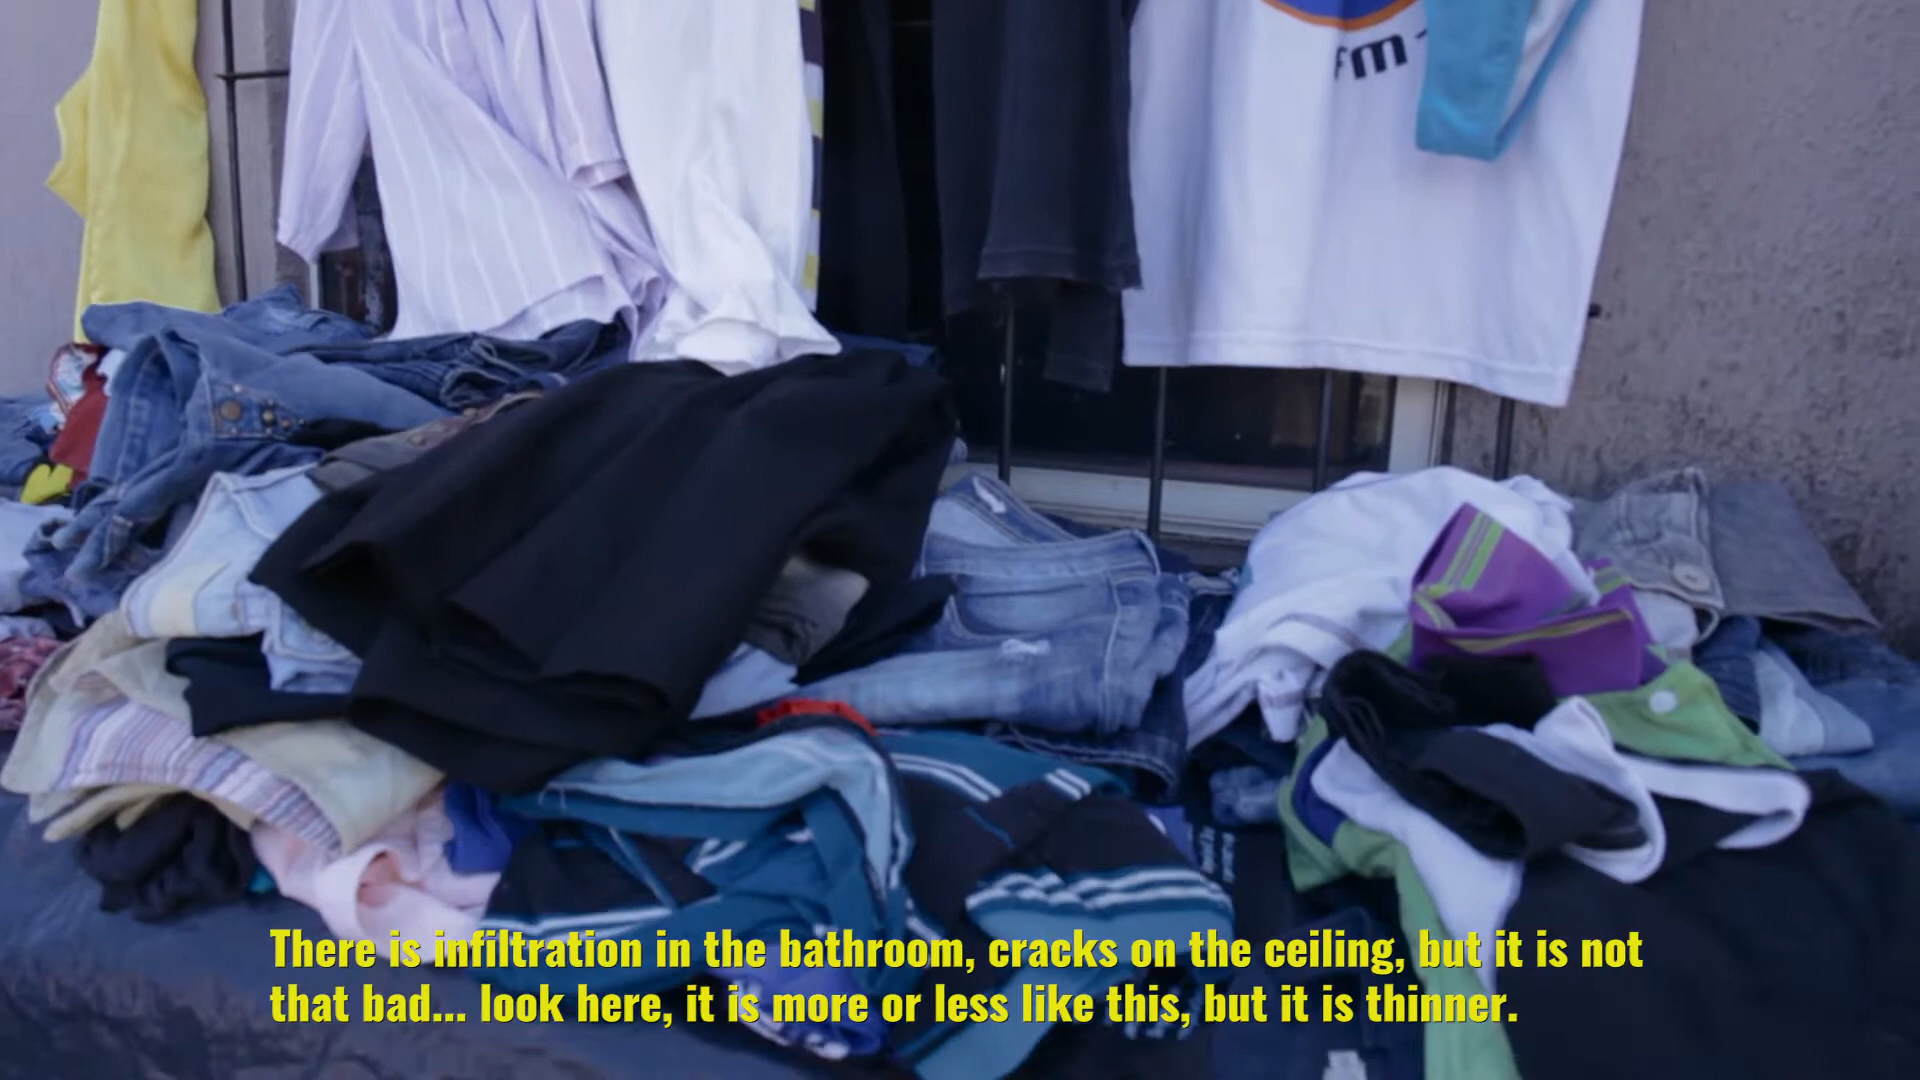 fm
There is infiltration in the bathroom, cracks on the ceiling, but it is not
that bad... look here, it is more or less like this, but it is thinner.